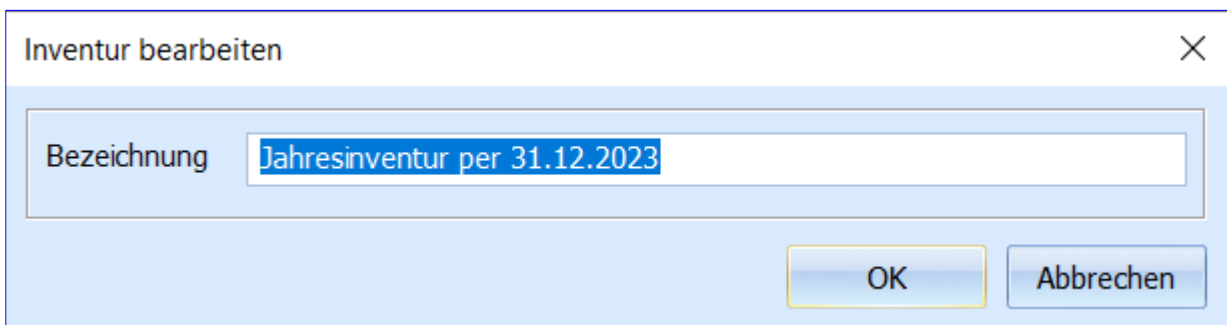 Inventur bearbeiten
Bezeichnung Jahresinventur per 31.12.2023
OK Abbrechen